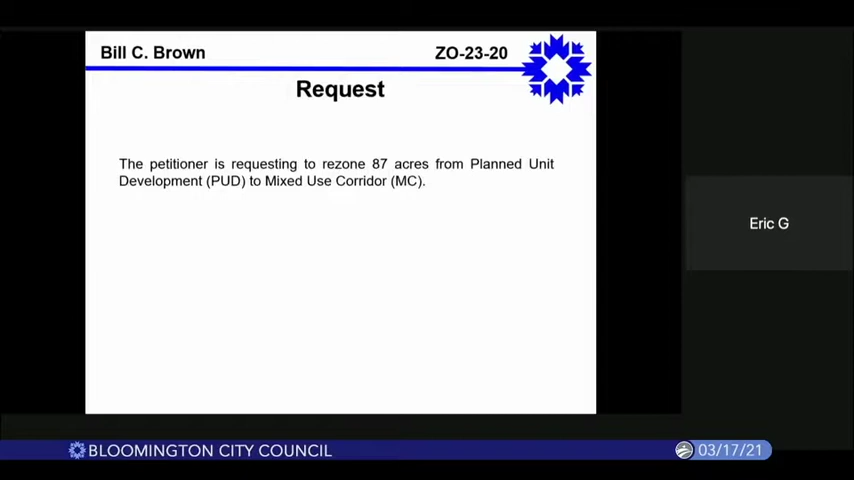 Bill C. Brown
ZO-23-20
Request
The petitioner is requesting to rezone 87 acres from Planned Unit
Development (PUD) to Mixed Use Corridor (MC).
Eric G
BLOOMINGTON CITY COUNCIL
03/17/21